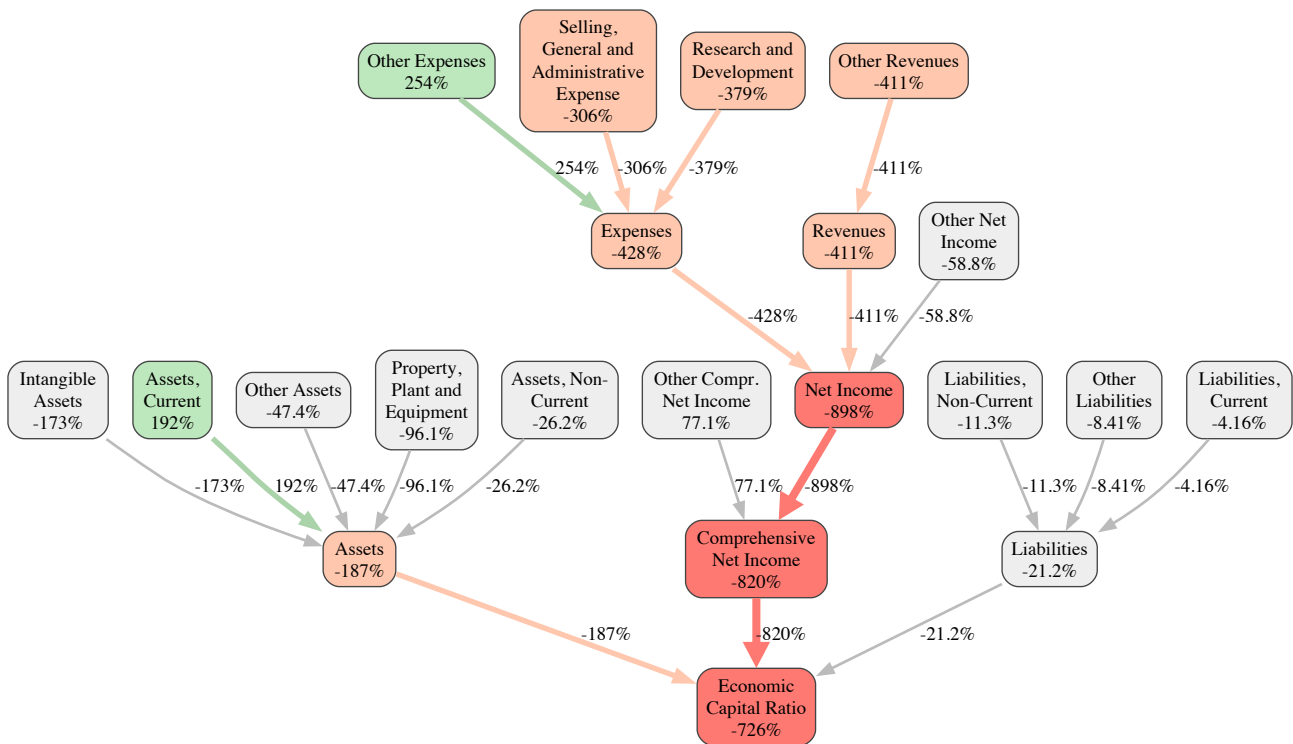 Other Expenses
254%
Selling,
General and
Administrative
Expense
-306%
Research and
Development
-379%
Other Revenues
-411%
254%
-306%
-379%
-411%
Expenses
-428%
Revenues
-411%
Other Net
Income
-58.8%
-428%
-411%
-58.8%
Intangible
Assets
-173%
Assets,
Current
192%
Other Assets
-47.4%
Property,
Plant and
Equipment
-96.1%
Assets, Non-
Current
-26.2%
Other Compr.
Net Income
77.1%
Net Income
-898%
Liabilities,
Non-Current
-11.3%
Other
Liabilities
-8.41%
Liabilities,
Current
-4.16%
-173%
192%
-47.4%
-96.1%
-26.2%
77.1%
-898%
-11.3%
-8.41%
-4.16%
Assets
-187%
Comprehensive
Net Income
-820%
Liabilities
-21.2%
-187%
-820%
-21.2%
Economic
Capital Ratio
-726%